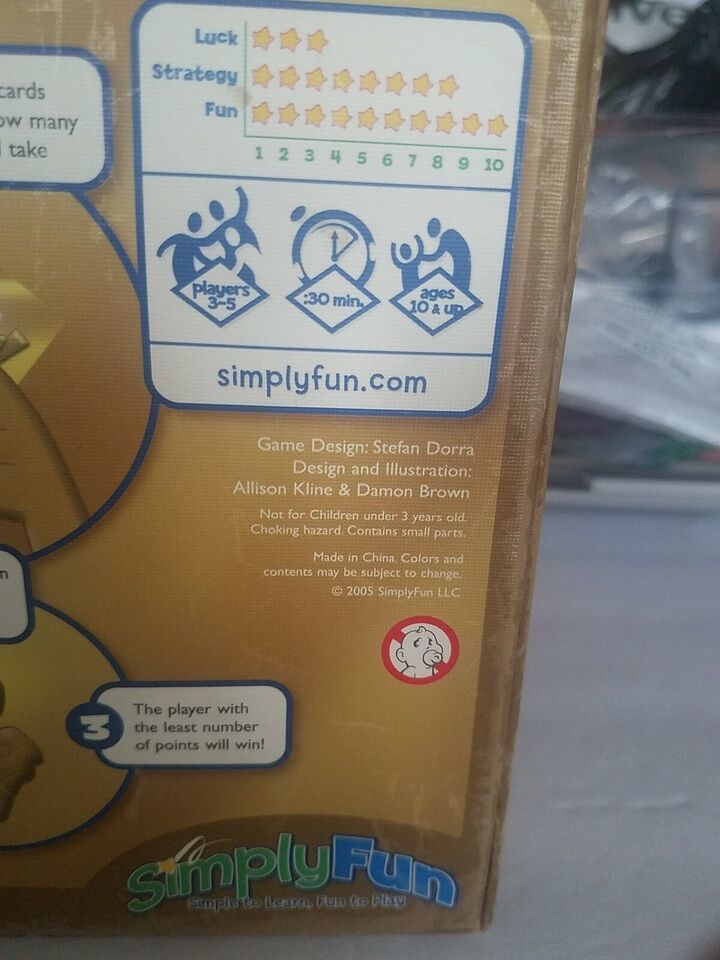 cards
ow many
take
Luck
Strategy
Fun
1 2 3 4 5 6 7 8 9 10
players
3-5
:30 min.
ages
10 & up
simplyfun.com
Game Design: Stefan Dorra
Design and Illustration:
Allison Kline & Damon Brown
Not for Children under 3 years old.
Choking hazard. Contains small parts.
Made in China. Colors and
contents may be subject to change.
© 2005 SimplyFun LLC
n
3
The player with
the least number
of points will win!
SimplyFun
Simple to Learn, Fun to Play